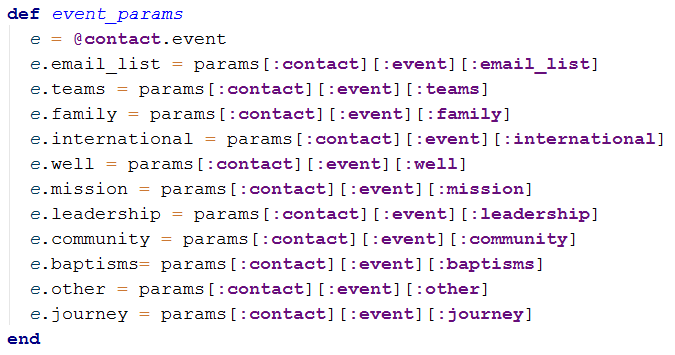 def event_params
e = @contact.event
e.email_list = params[:contact][:event][:email_list]
e.teams = params[:contact][:event][:teams]
e.family = params[:contact][:event][:family]
e.international = params[:contact][:event][:international]
e.well = params[:contact][:event][:well]
e.mission = params[:contact][:event][:mission]
e.leadership = params[:contact][:event][:leadership]
e.community = params[:contact][:event][:community]
e.baptisms= params[:contact][:event][:baptisms]
e.other = params[:contact][:event][:other]
e.journey = params[:contact][:event][:journey]
end